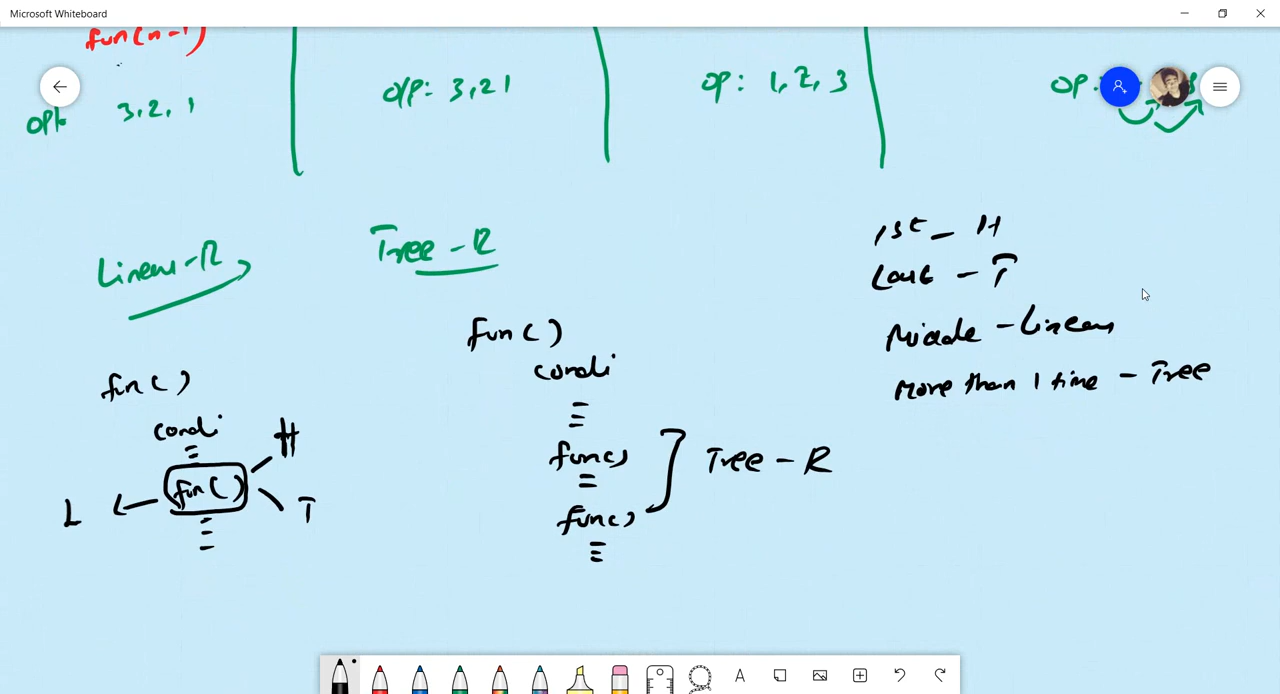 Microsoft Whiteboard
fun(n-1)
Opt: 3, 2, 1
o/p: 3, 2 1
OP: 1, 2, 3
OP:
Linear-R
Tree-R
1st - H
Last - T
Middle - Linear
More than 1 time - Tree
fun( )
condi
fun( )
H
T
L
fun( )
condi
func)
func)
Tree-R
A